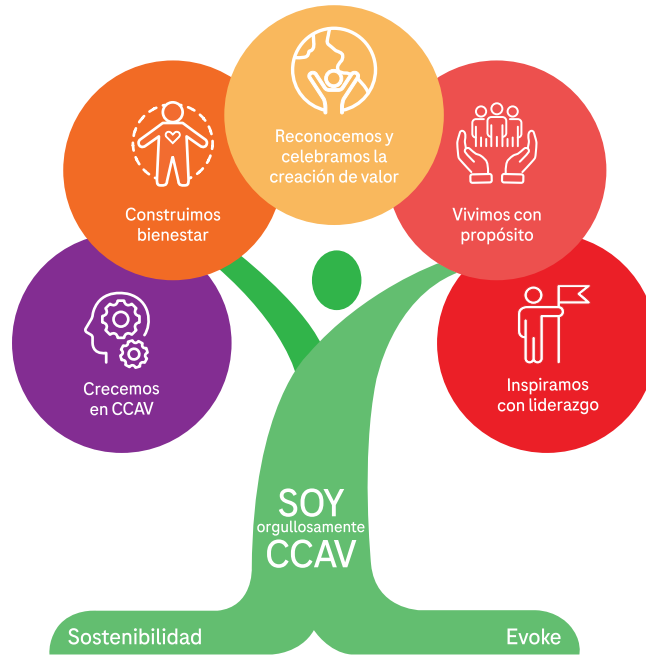 Reconocemos y
celebramos la
creación de valor
Construimos
bienestar
Vivimos con
propósito
Crecemos
en CCAV
Inspiramos
con liderazgo
SOY
orgullosamente
CCAV
Sostenibilidad
Evoke